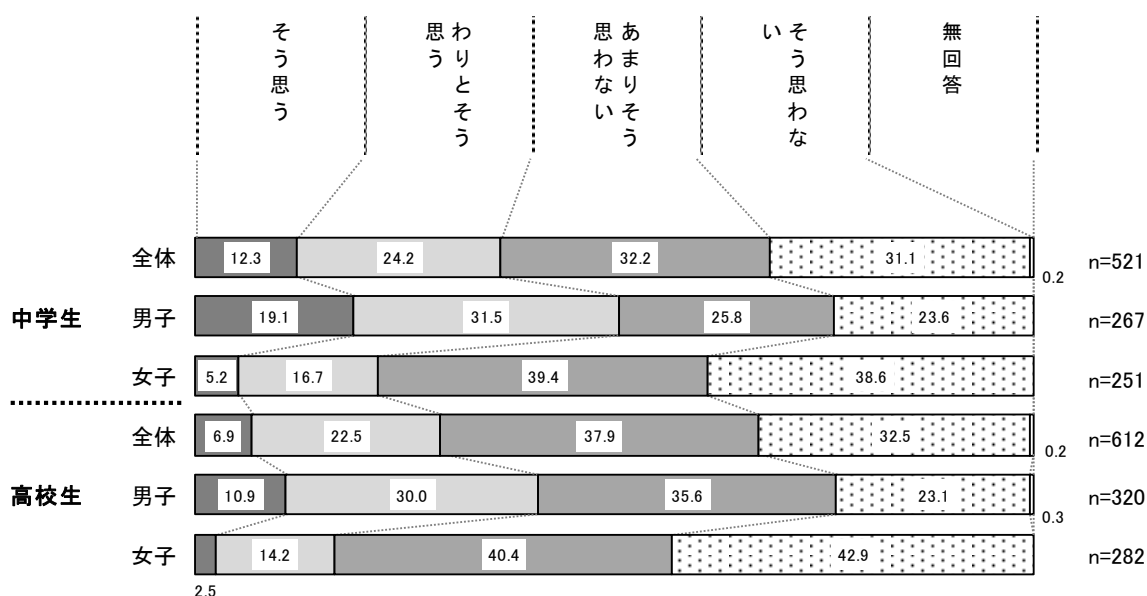 そう思う
わりとそう
思う
あまりそう
思わない
そう思わな
い
無回答
全体 12.3 24.2 32.2 31.1 0.2 n=521
中学生 男子 19.1 31.5 25.8 23.6 n=267
女子 5.2 16.7 39.4 38.6 n=251
全体 6.9 22.5 37.9 32.5 0.2 n=612
高校生 男子 10.9 30.0 35.6 23.1 0.3 n=320
女子 2.5 14.2 40.4 42.9 n=282